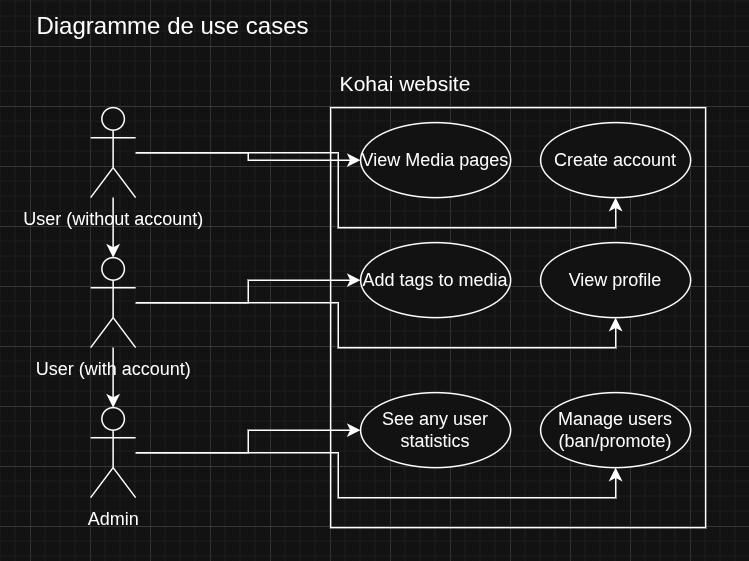 Diagramme de use cases
Kohai website
View Media pages
Create account
User (without account)
Add tags to media
View profile
User (with account)
See any user
statistics
Manage users
(ban/promote)
Admin